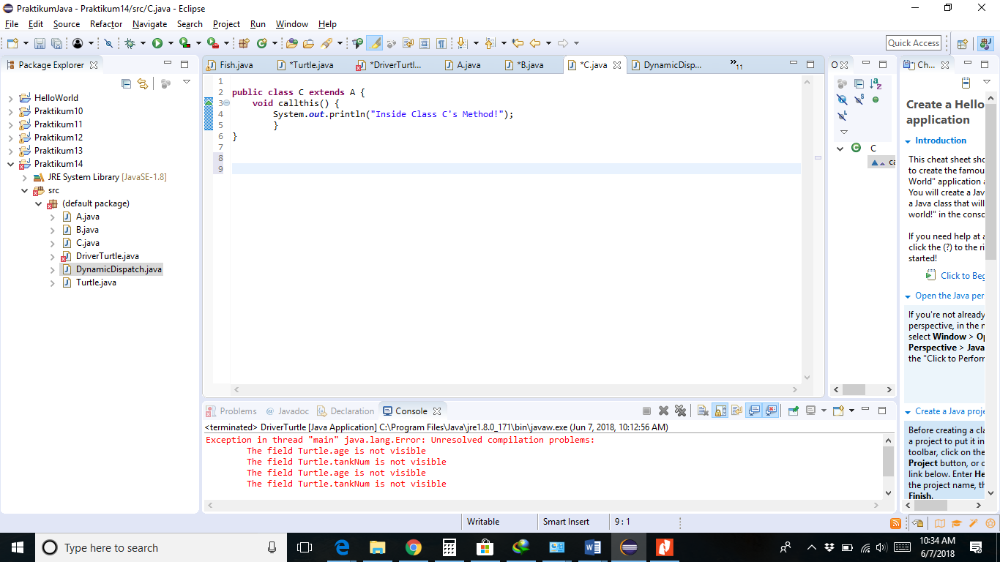 PraktikumJava - Praktikum14/src/C.java - Eclipse
File Edit Source Refactor Navigate Search Project Run Window Help
Quick Access
Package Explorer
HelloWorld
Praktikum10
Praktikum11
Praktikum12
Praktikum13
Praktikum14
JRE System Library [JavaSE-1.8]
src
(default package)
A.java
B.java
C.java
DriverTurtle.java
DynamicDispatch.java
Turtle.java
Fish.java *Turtle.java *DriverTurtl... A.java *B.java *C.java DynamicDisp... »11
1
2 public class C extends A {
3 void callthis() {
4 System.out.println("Inside Class C's Method!");
5 }
6 }
7
8
9
O
C
ca
Ch...
Create a Hello
application
Introduction
This cheat sheet sho
to create the famou
World" application a
You will create a Jav
a Java class that will
world!" in the conso
If you need help at a
click the (?) to the ri
started!
Click to Beg
Open the Java per
If you're not already
perspective, in the m
select Window > Op
Perspective > Java
the "Click to Perforr
Create a Java proje
Before creating a cla
a project to put it in
toolbar, click on the
Project button, or c
link below. Enter He
the project name, th
Finish.
Problems @ Javadoc Declaration Console
<terminated> DriverTurtle [Java Application] C:\Program Files\Java\jre1.8.0_171\bin\javaw.exe (Jun 7, 2018, 10:12:56 AM)
Exception in thread "main" java.lang.Error: Unresolved compilation problems:
The field Turtle.age is not visible
The field Turtle.tankNum is not visible
The field Turtle.age is not visible
The field Turtle.tankNum is not visible
Writable Smart Insert 9 : 1
Type here to search
10:34 AM
6/7/2018